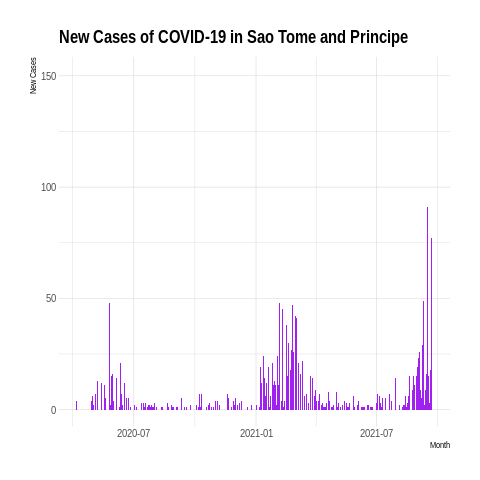 New Cases of COVID-19 in Sao Tome and Principe
New Cases
150
100
50
0
2020-07
2021-01
2021-07
Month